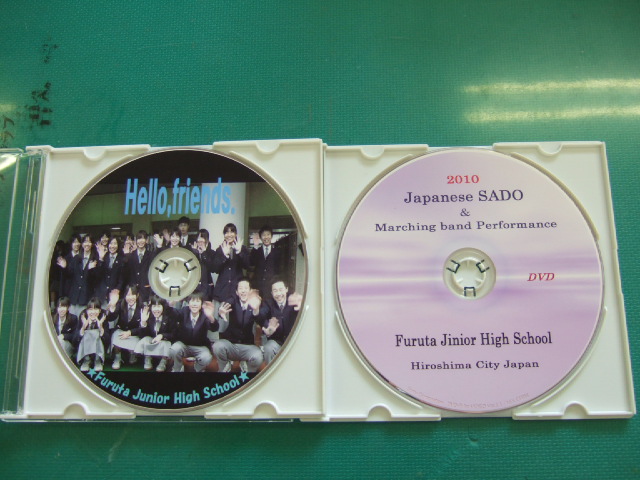 Hello,friends.
★Furuta Junior High School★
2010
Japanese SADO
&
Marching band Performance
DVD
Furuta Jinior High School
Hiroshima City Japan